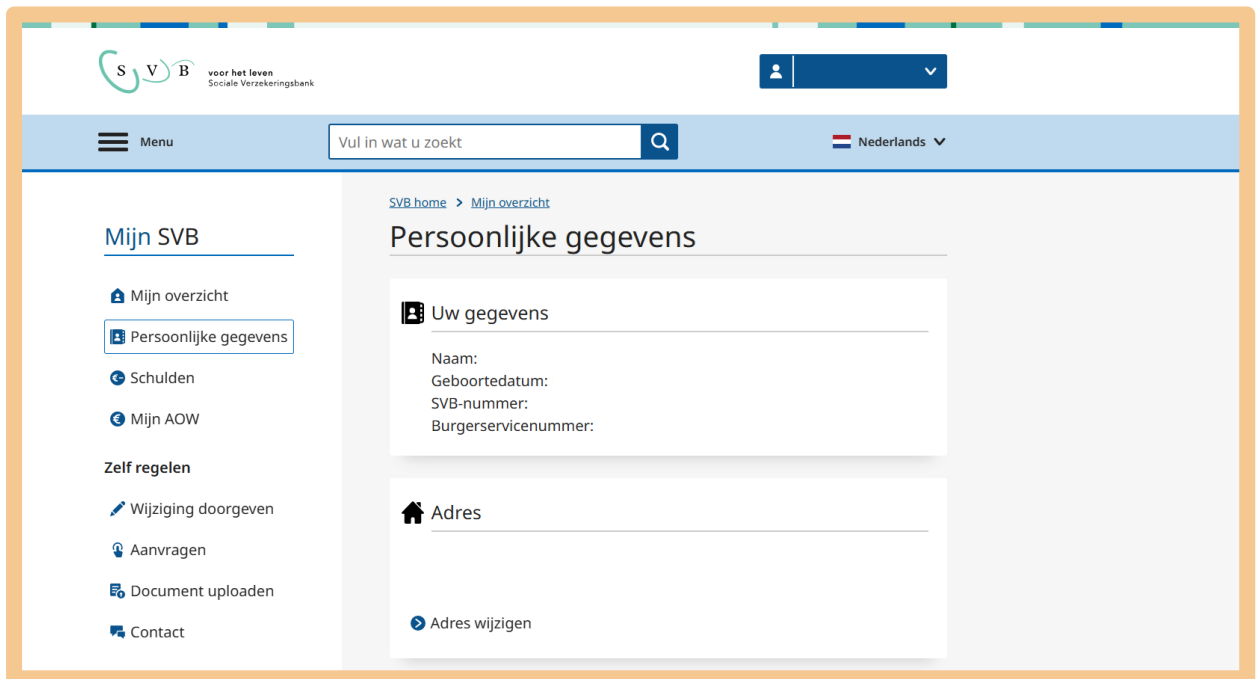 S V B
voor het leven
Sociale Verzekeringsbank
Menu
Vul in wat u zoekt
Nederlands
SVB home > Mijn overzicht
Mijn SVB
Mijn overzicht
Persoonlijke gegevens
Schulden
Mijn AOW
Zelf regelen
Wijziging doorgeven
Aanvragen
Document uploaden
Contact
Persoonlijke gegevens
Uw gegevens
Naam:
Geboortedatum:
SVB-nummer:
Burgerservicenummer:
Adres
Adres wijzigen